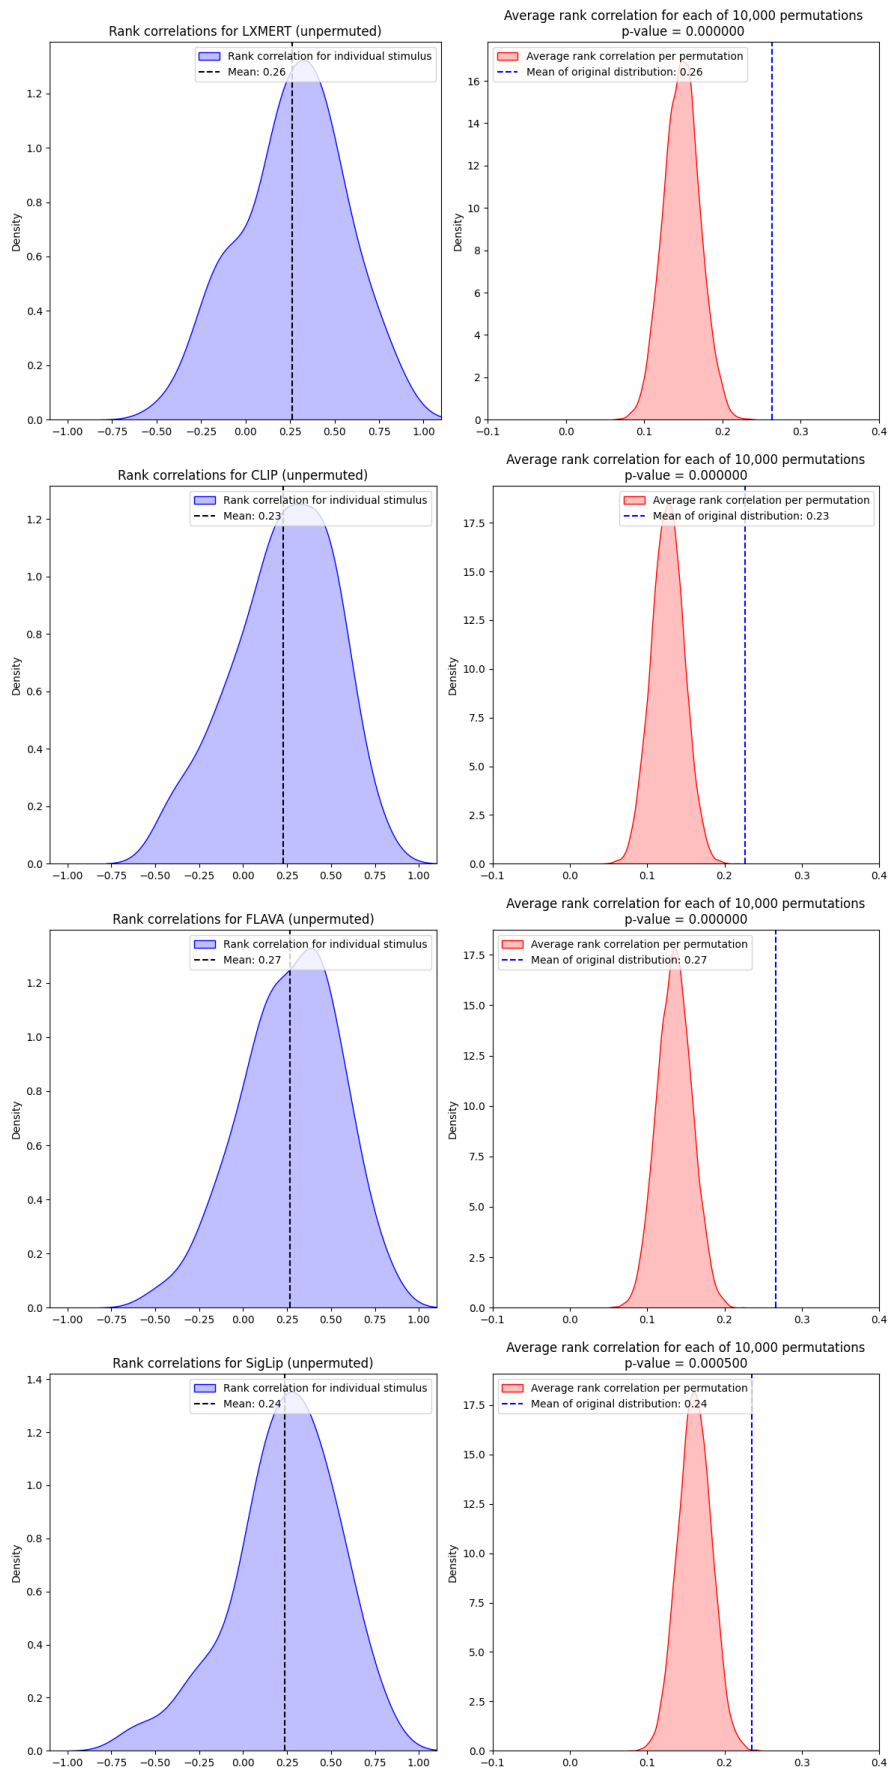 Rank correlations for LXMERT (unpermuted)
Rank correlation for individual stimulus
Mean: 0.26
Density
0.0
0.2
0.4
0.6
0.8
1.0
1.2
−1.00 −0.75 −0.50 −0.25 0.00 0.25 0.50 0.75 1.00
Average rank correlation for each of 10,000 permutations
p-value = 0.000000
Average rank correlation per permutation
Mean of original distribution: 0.26
Density
0
2
4
6
8
10
12
14
16
−0.1 0.0 0.1 0.2 0.3 0.4
Rank correlations for CLIP (unpermuted)
Rank correlation for individual stimulus
Mean: 0.23
Density
0.0
0.2
0.4
0.6
0.8
1.0
1.2
−1.00 −0.75 −0.50 −0.25 0.00 0.25 0.50 0.75 1.00
Average rank correlation for each of 10,000 permutations
p-value = 0.000000
Average rank correlation per permutation
Mean of original distribution: 0.23
Density
0.0
2.5
5.0
7.5
10.0
12.5
15.0
17.5
−0.1 0.0 0.1 0.2 0.3 0.4
Rank correlations for FLAVA (unpermuted)
Rank correlation for individual stimulus
Mean: 0.27
Density
0.0
0.2
0.4
0.6
0.8
1.0
1.2
−1.00 −0.75 −0.50 −0.25 0.00 0.25 0.50 0.75 1.00
Average rank correlation for each of 10,000 permutations
p-value = 0.000000
Average rank correlation per permutation
Mean of original distribution: 0.27
Density
0.0
2.5
5.0
7.5
10.0
12.5
15.0
17.5
−0.1 0.0 0.1 0.2 0.3 0.4
Rank correlations for SigLip (unpermuted)
Rank correlation for individual stimulus
Mean: 0.24
Density
0.0
0.2
0.4
0.6
0.8
1.0
1.2
1.4
−1.00 −0.75 −0.50 −0.25 0.00 0.25 0.50 0.75 1.00
Average rank correlation for each of 10,000 permutations
p-value = 0.000500
Average rank correlation per permutation
Mean of original distribution: 0.24
Density
0.0
2.5
5.0
7.5
10.0
12.5
15.0
17.5
−0.1 0.0 0.1 0.2 0.3 0.4